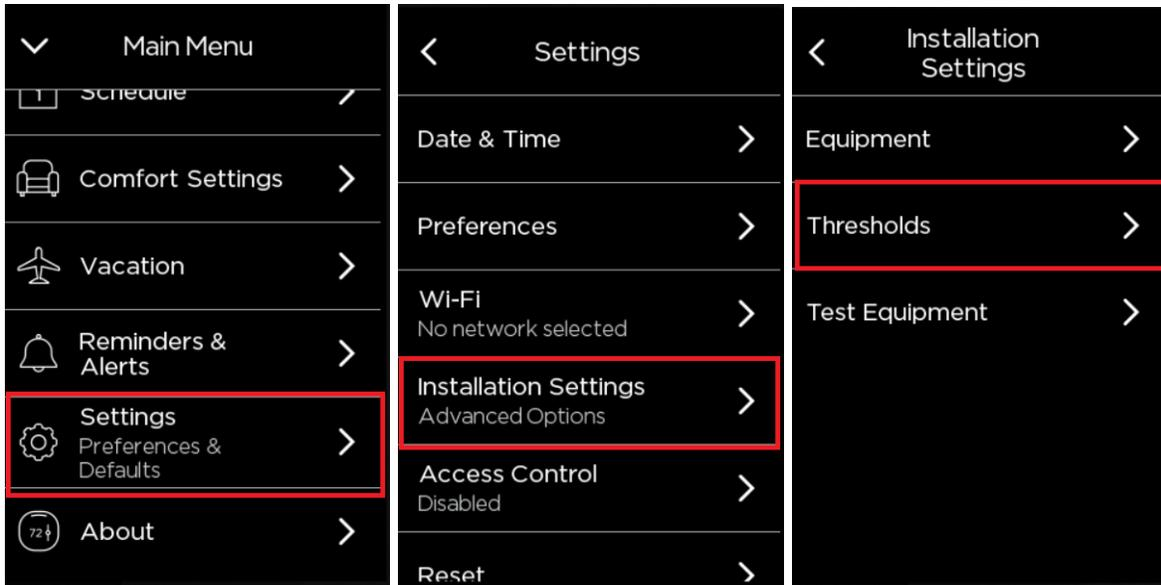 Main Menu
1 Schedule
Comfort Settings
Vacation
Reminders &
Alerts
Settings
Preferences &
Defaults
72
About
Settings
Date & Time
Preferences
Wi-Fi
No network selected
Installation Settings
Advanced Options
Access Control
Disabled
Reset
Installation
Settings
Equipment
Thresholds
Test Equipment